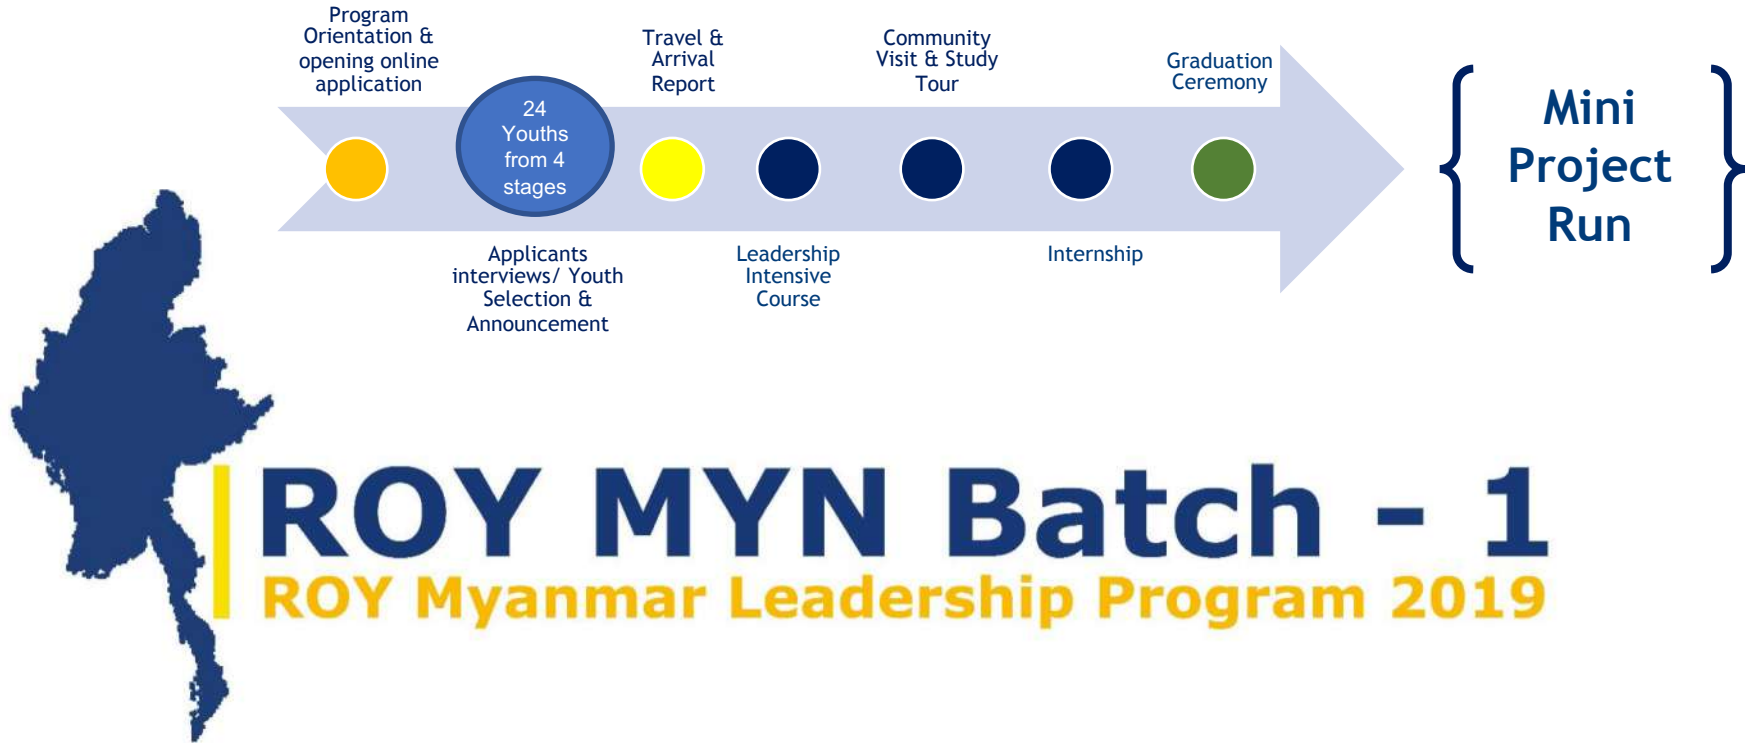 Program
Orientation &
opening online
application
24
Youths
from 4
stages
Applicants
interviews/ Youth
Selection &
Announcement
Travel &
Arrival
Report
Leadership
Intensive
Course
Community
Visit & Study
Tour
Internship
Graduation
Ceremony
Mini
Project
Run
ROY MYN Batch - 1
ROY Myanmar Leadership Program 2019